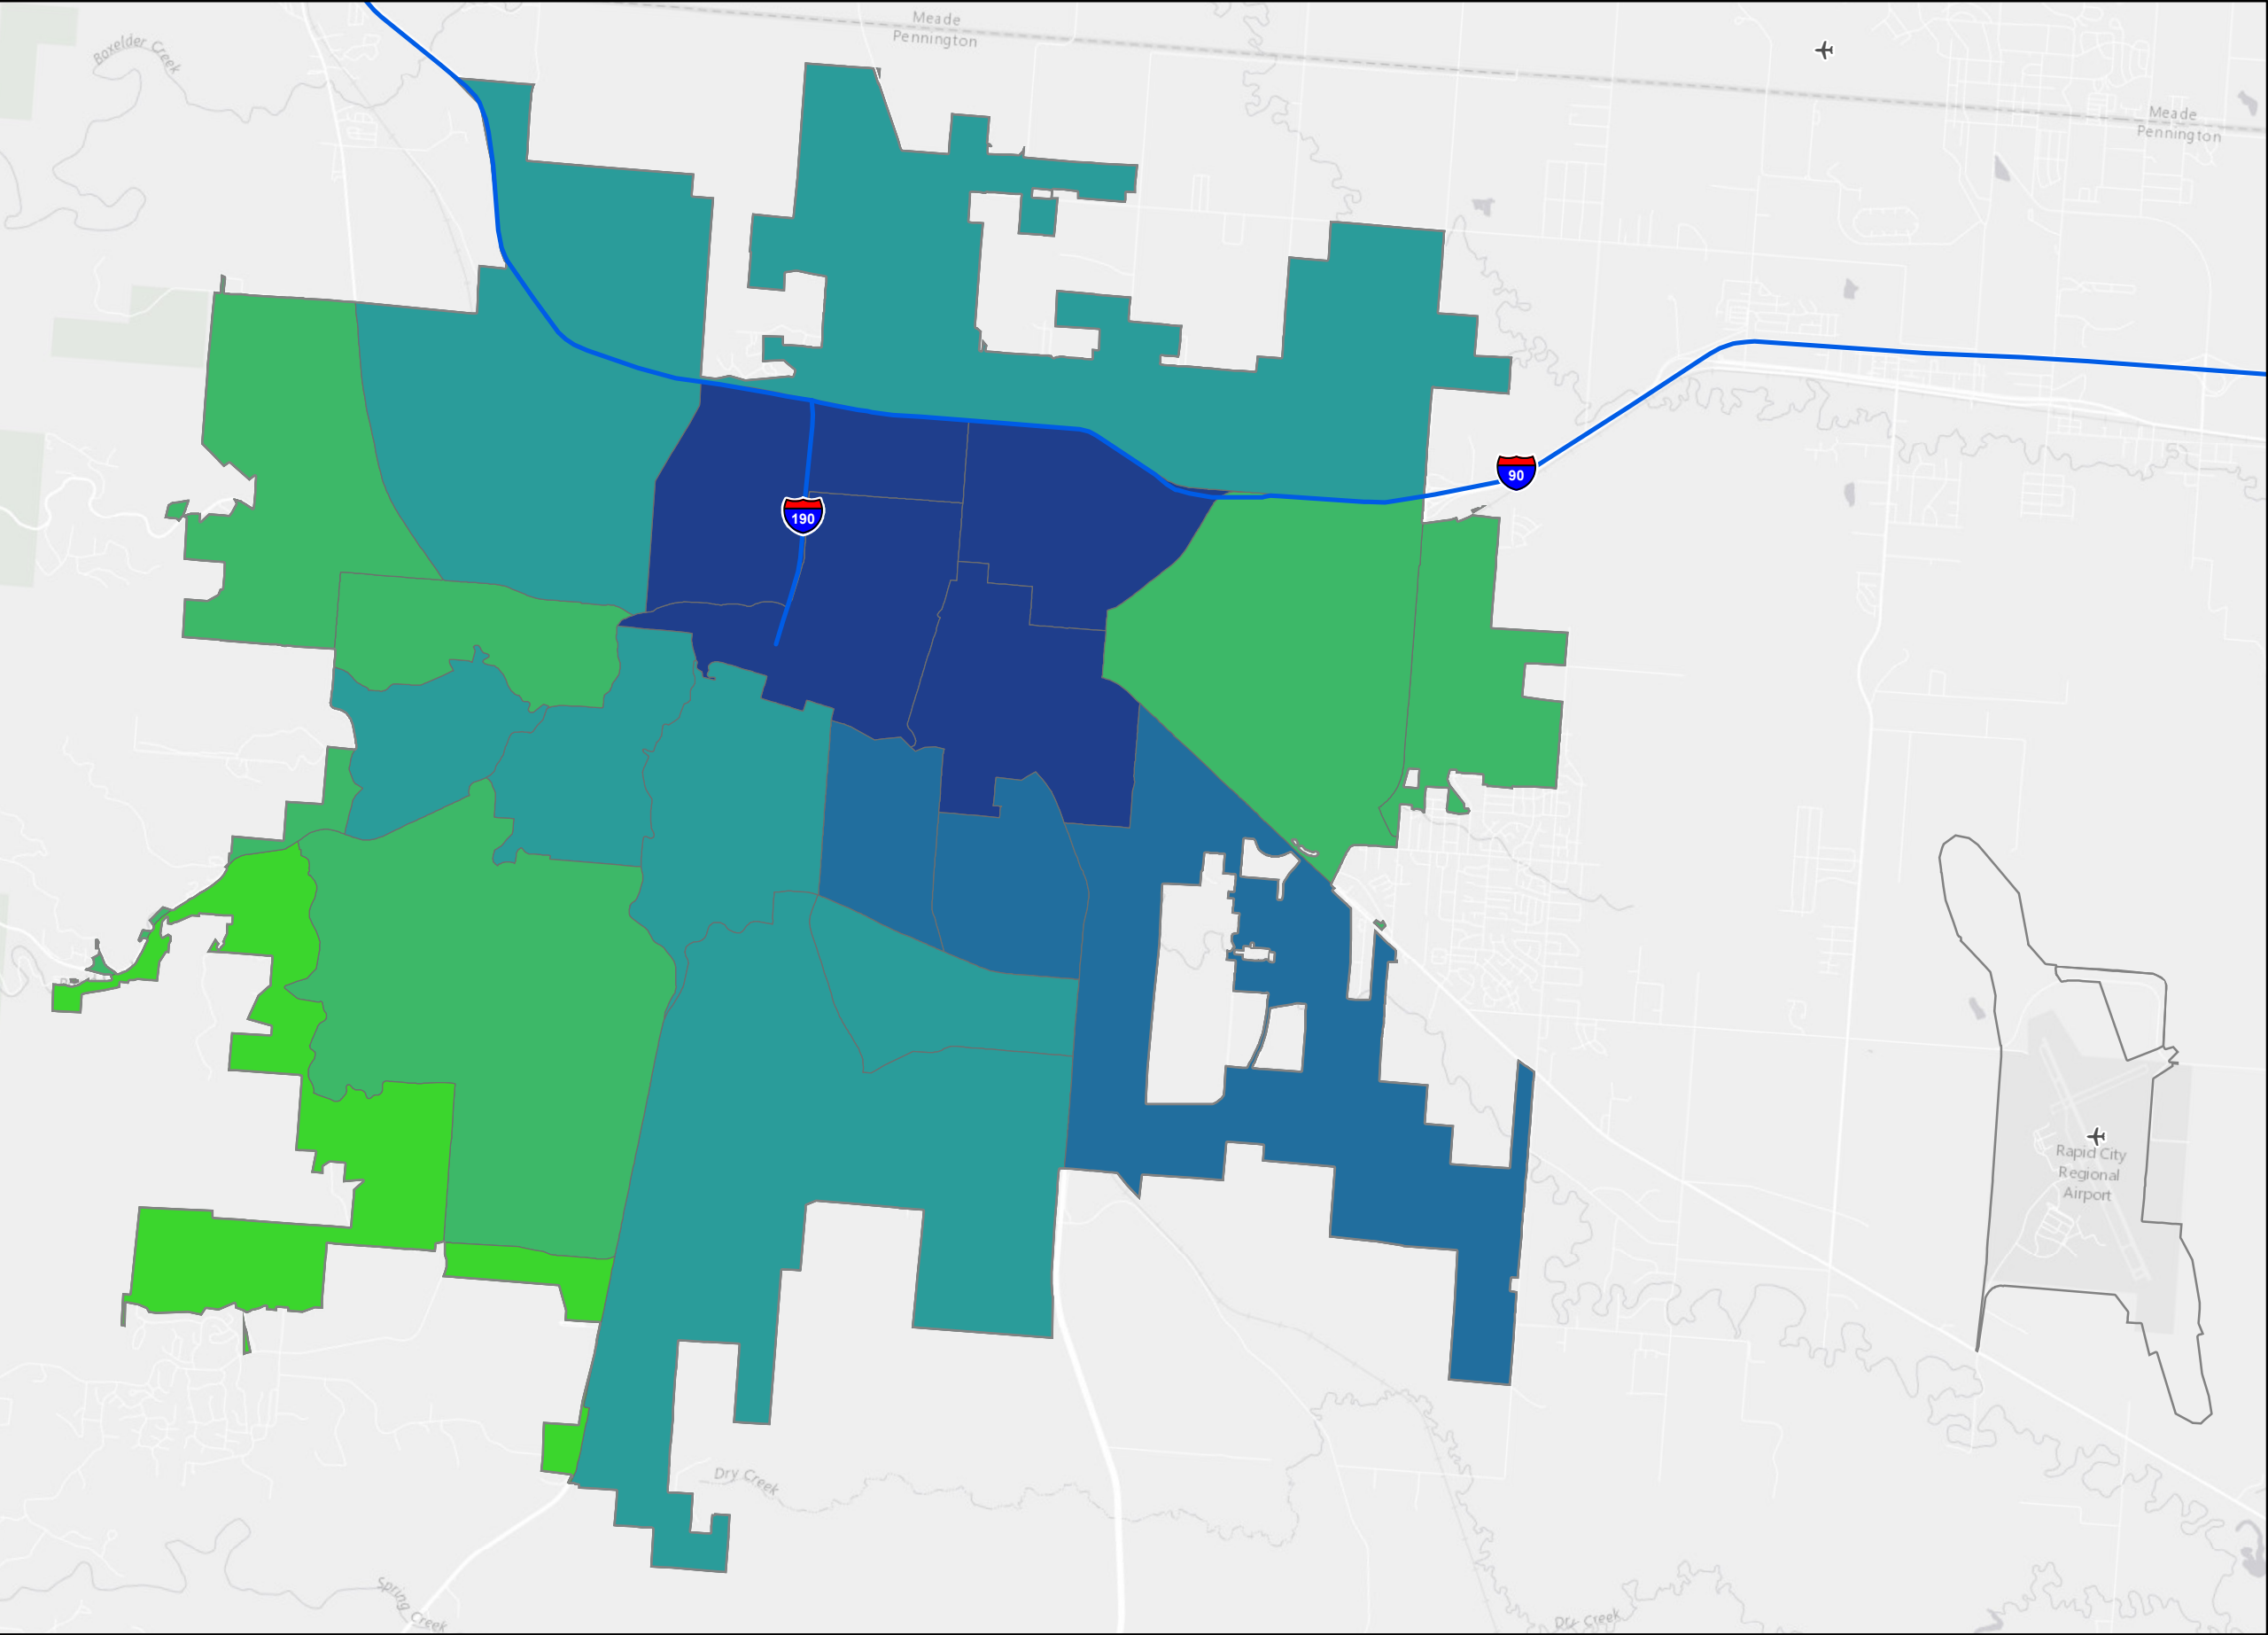 Meade
Pennington
Boxelder Creek
Meade
Pennington
90
190
Rapid City
Regional
Airport
Dry Creek
Spring Creek
Dry Creek